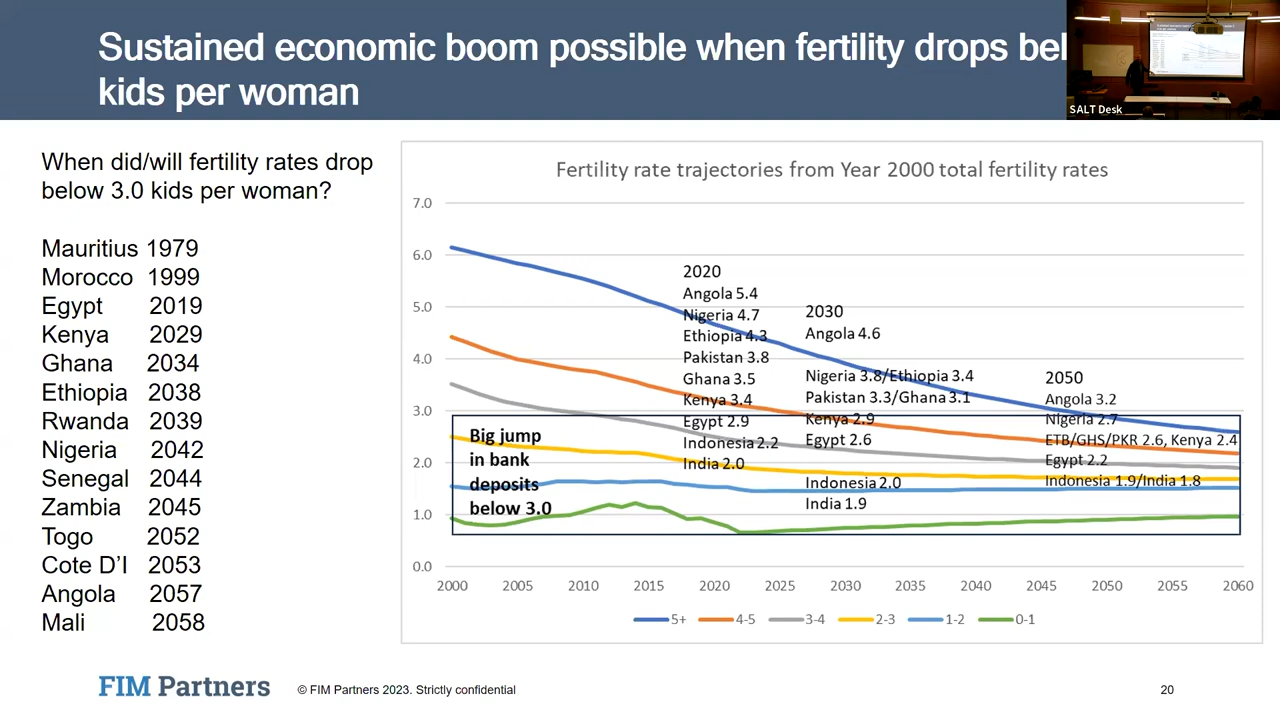 Sustained economic boom possible when fertility drops bel
kids per woman
SALT Desk
When did/will fertility rates drop
below 3.0 kids per woman?
Mauritius 1979
Morocco 1999
Egypt 2019
Kenya 2029
Ghana 2034
Ethiopia 2038
Rwanda 2039
Nigeria 2042
Senegal 2044
Zambia 2045
Togo 2052
Cote D'I 2053
Angola 2057
Mali 2058
Fertility rate trajectories from Year 2000 total fertility rates
7.0
6.0
5.0
4.0
3.0
2.0
1.0
0.0
2020
Angola 5.4
Nigeria 4.7
Ethiopia 4.3
Pakistan 3.8
Ghana 3.5
Kenya 3.4
Egypt 2.9
Indonesia 2.2
India 2.0
2030
Angola 4.6
Nigeria 3.8/Ethiopia 3.4
Pakistan 3.3/Ghana 3.1
Kenya 2.9
Egypt 2.6
Indonesia 2.0
India 1.9
2050
Angola 3.2
Nigeria 2.7
ETB/GHS/PKR 2.6, Kenya 2.4
Egypt 2.2
Indonesia 1.9/India 1.8
Big jump
in bank
deposits
below 3.0
2000 2005 2010 2015 2020 2025 2030 2035 2040 2045 2050 2055 2060
5+ 4-5 3-4 2-3 1-2 0-1
FIM Partners
© FIM Partners 2023. Strictly confidential
20